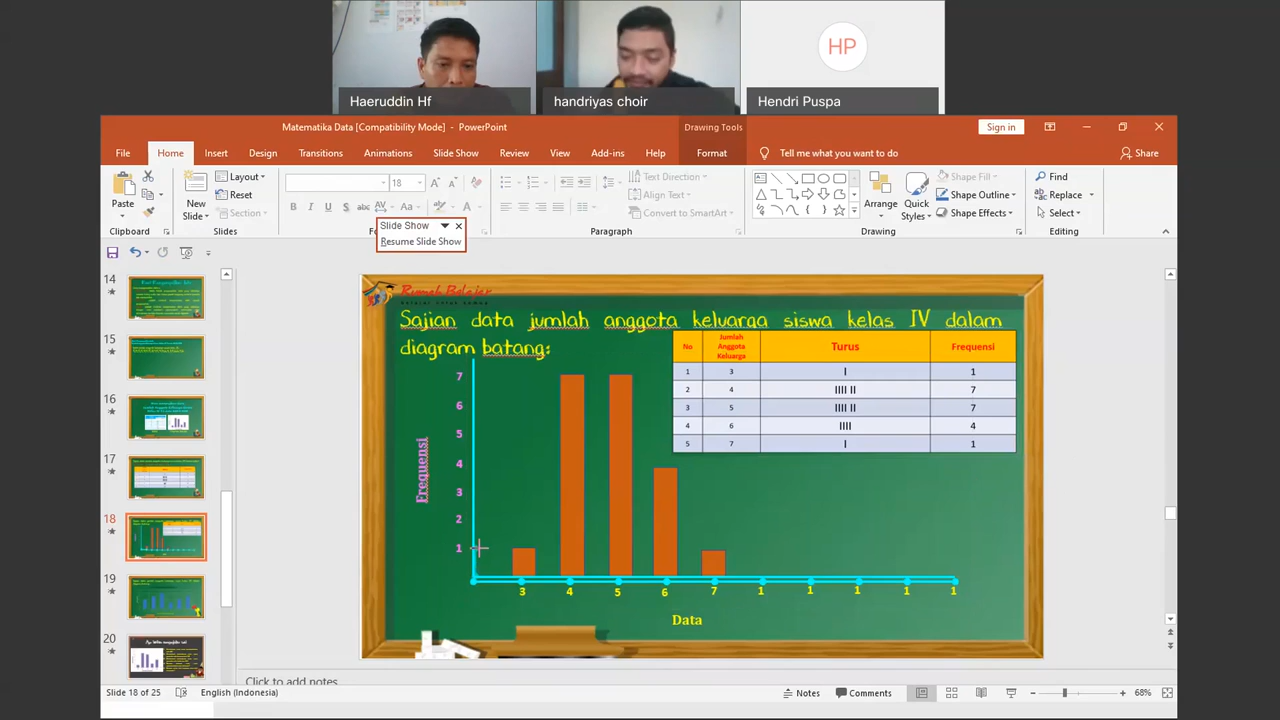 Haeruddin Hf
handriyas choir
HP
Hendri Puspa
Matematika Data [Compatibility Mode] - PowerPoint
Drawing Tools
Sign in
File
Home
Insert
Design
Transitions
Animations
Slide Show
Review
View
Add-ins
Help
Format
Tell me what you want to do
Share
Paste
New Slide
Layout
Reset
Section
18
Text Direction
Align Text
Convert to SmartArt
Arrange
Quick Styles
Shape Fill
Shape Outline
Shape Effects
Find
Replace
Select
Clipboard
Slides
Paragraph
Drawing
Editing
Slide Show
Resume Slide Show
14
15
16
17
18
19
20
Rumah Belajar
Sajian data jumlah anggota keluarga siswa kelas IV dalam
diagram batang:
No Jumlah Anggota Keluarga Turus Frequensi
1 3 I 1
2 4 IIII II 7
3 5 IIII II 7
4 6 IIII 4
5 7 I 1
Frequensi
7
6
5
4
3
2
1
3 4 5 6 7 1 1 1 1 1
Data
Click to add notes
Slide 18 of 25
English (Indonesia)
Notes
Comments
68%